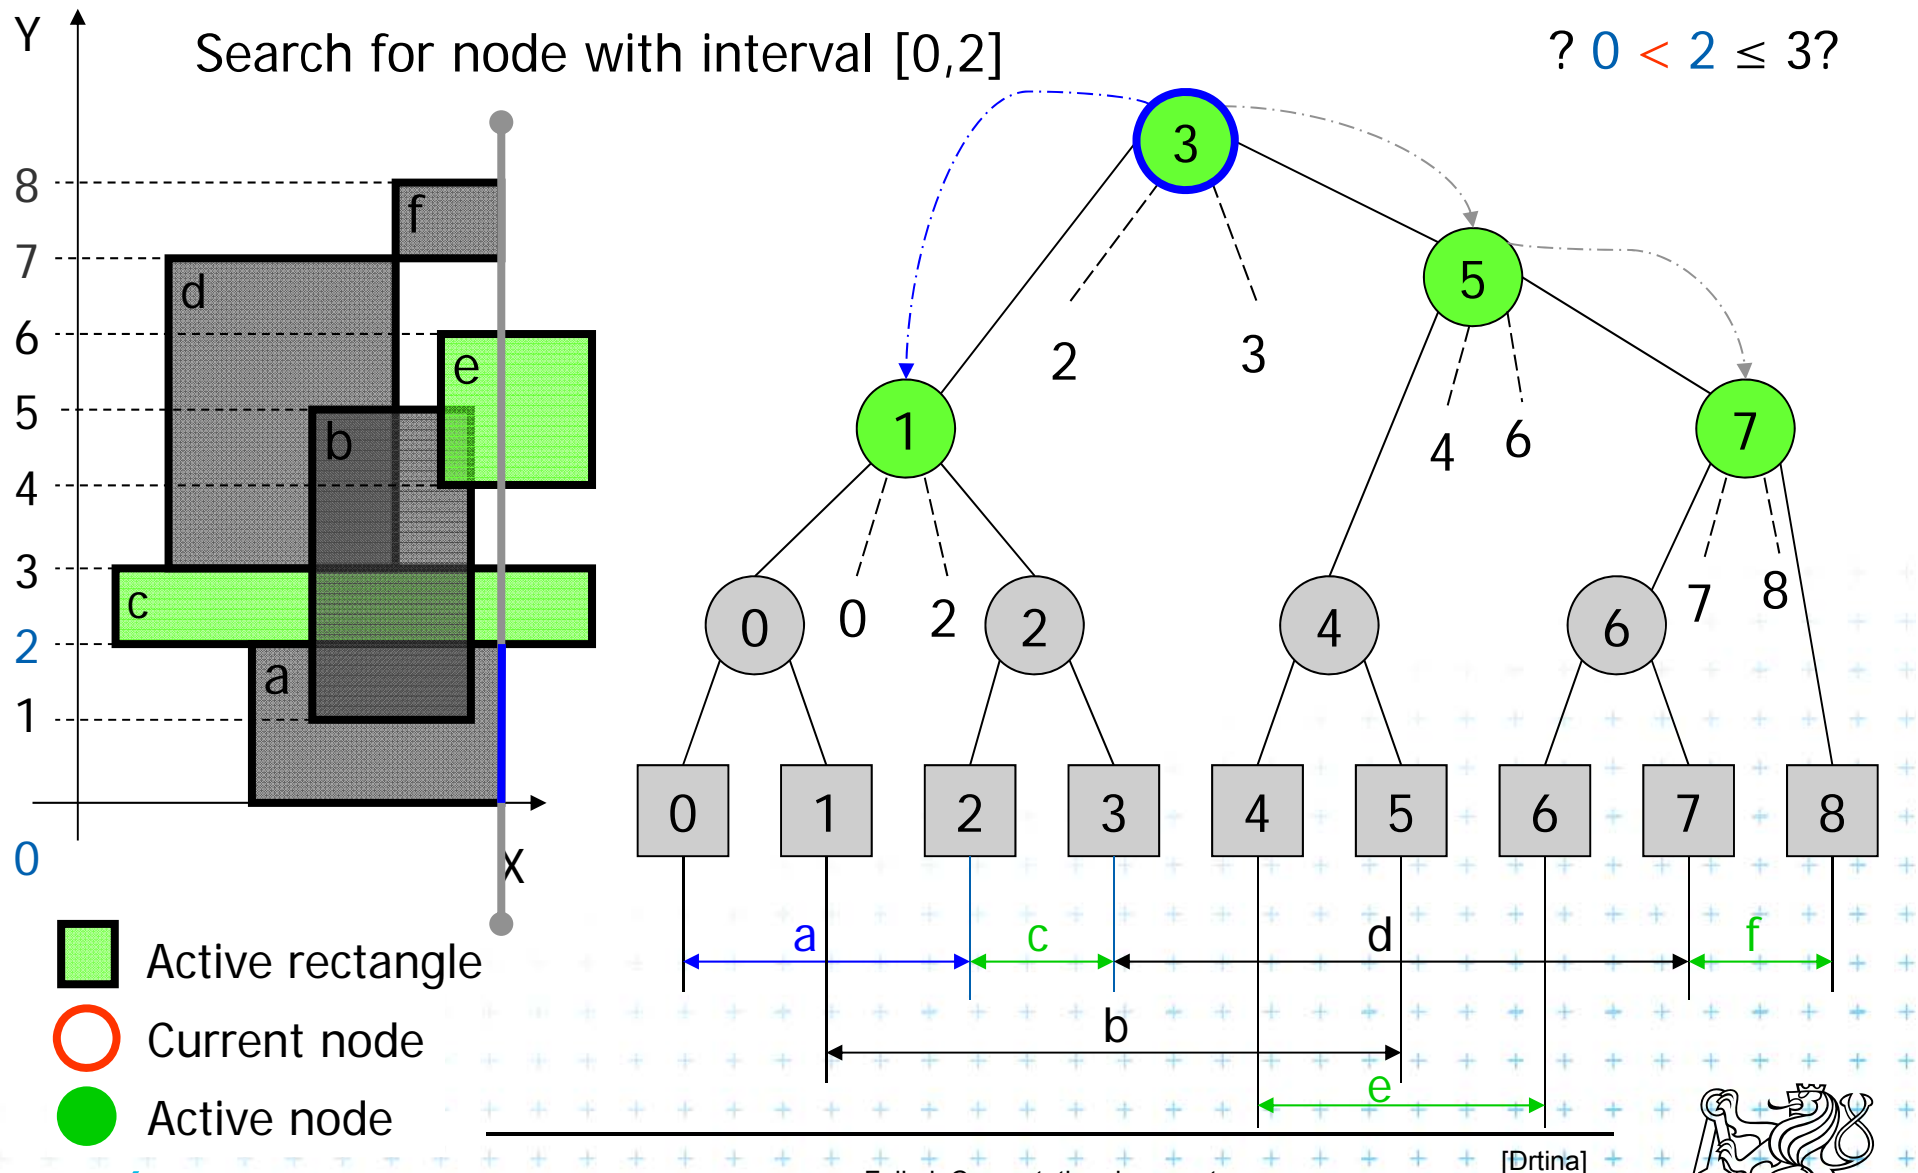 Y
Search for node with interval [0,2]
? 0 < 2 ≤ 3?
8
7
6
5
4
3
2
1
0
X
f
d
e
b
c
a
3
5
2
3
1
4
6
7
0
0
2
2
4
6
7
8
0
1
2
3
4
5
6
7
8
a
c
d
f
b
e
Active rectangle
Current node
Active node
[Drtina]